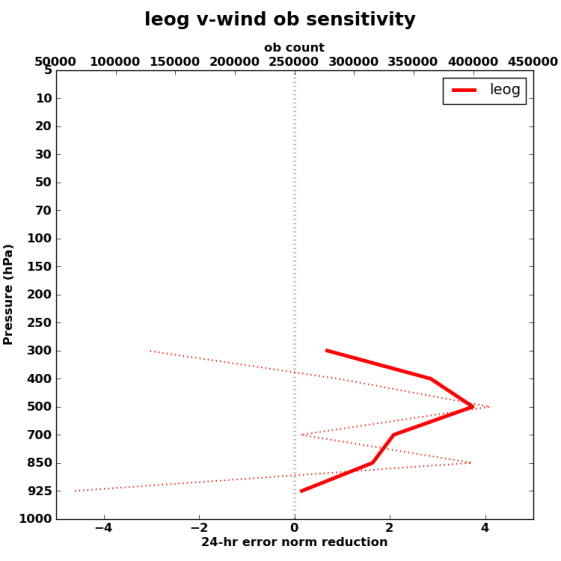 leog v-wind ob sensitivity
ob count
50000 100000 150000 200000 250000 300000 350000 400000 450000
5
leog
10
20
30
50
70
100
150
200
250
Pressure (hPa)
300
400
500
700
850
925
1000
−4 −2 0 2 4
24-hr error norm reduction